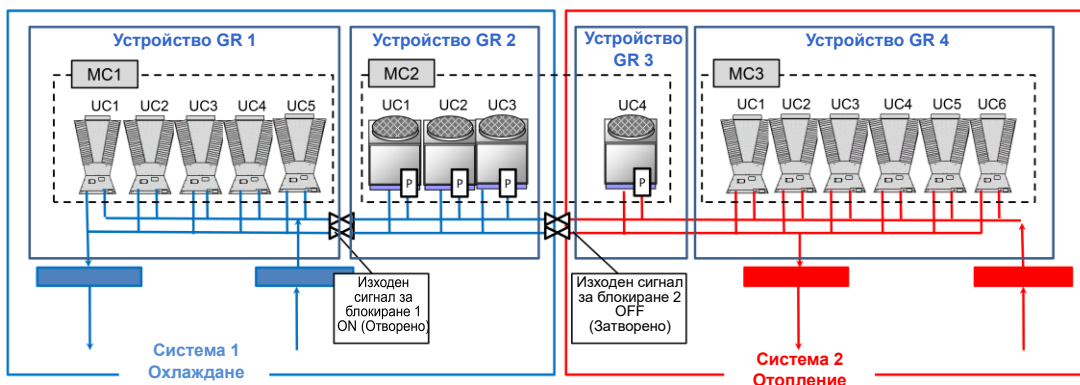 Устройство GR 1
Устройство GR 2
Устройство
GR 3
Устройство GR 4
MC1
UC1 UC2 UC3 UC4 UC5
MC2
UC1 UC2 UC3
UC4
MC3
UC1 UC2 UC3 UC4 UC5 UC6
P P P P
Изходен
сигнал за
блокиране 1
ON (Отворено)
Изходен сигнал
за блокиране 2
OFF
(Затворено)
Система 1
Охлаждане
Система 2
Отопление